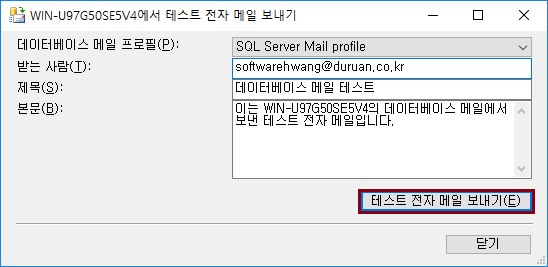 WIN-U97G50SE5V4에서 테스트 전자 메일 보내기
데이터베이스 메일 프로필(P): SQL Server Mail profile
받는 사람(T): softwarehwang@duruan.co.kr
제목(S): 데이터베이스 메일 테스트
본문(B): 이는 WIN-U97G50SE5V4의 데이터베이스 메일에서
보낸 테스트 전자 메일입니다.
테스트 전자 메일 보내기(E)
닫기